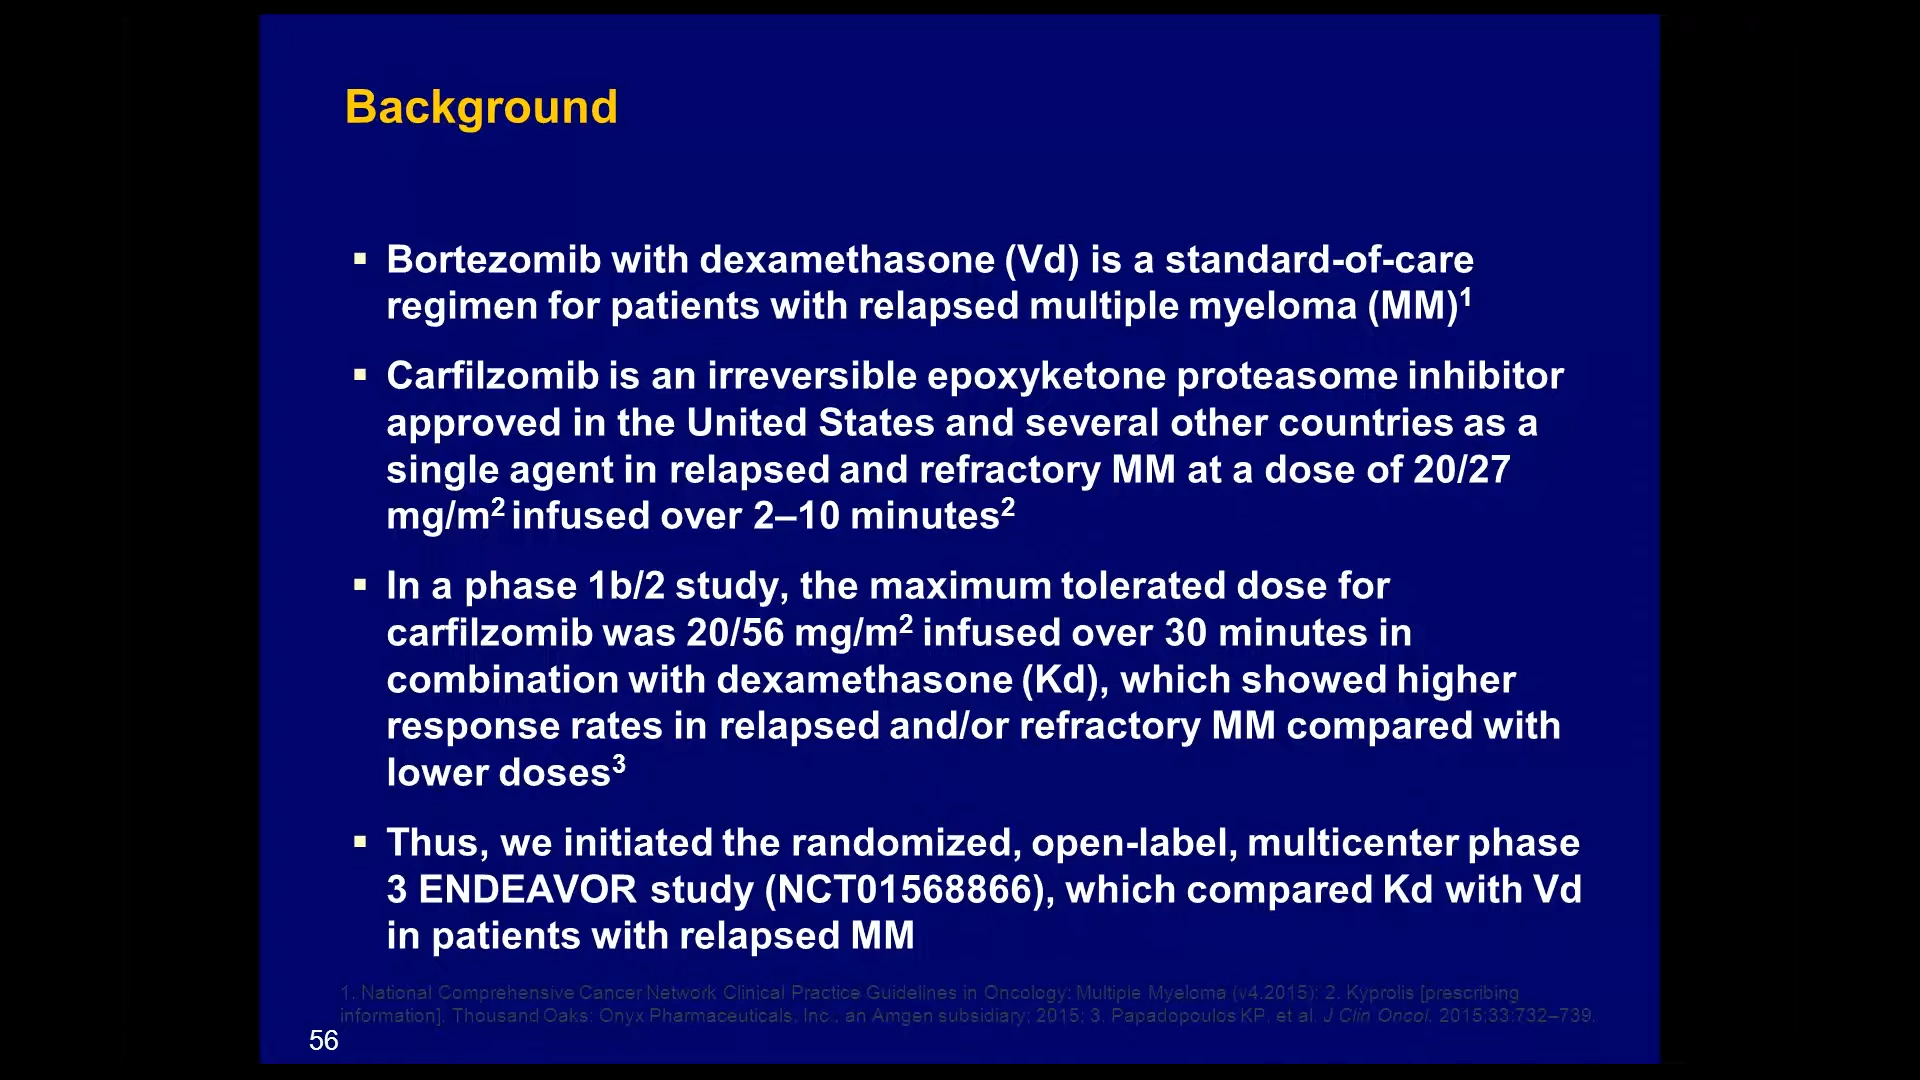 Background
▪ Bortezomib with dexamethasone (Vd) is a standard-of-care
regimen for patients with relapsed multiple myeloma (MM)¹
▪ Carfilzomib is an irreversible epoxyketone proteasome inhibitor
approved in the United States and several other countries as a
single agent in relapsed and refractory MM at a dose of 20/27
mg/m² infused over 2–10 minutes²
▪ In a phase 1b/2 study, the maximum tolerated dose for
carfilzomib was 20/56 mg/m² infused over 30 minutes in
combination with dexamethasone (Kd), which showed higher
response rates in relapsed and/or refractory MM compared with
lower doses³
▪ Thus, we initiated the randomized, open-label, multicenter phase
3 ENDEAVOR study (NCT01568866), which compared Kd with Vd
in patients with relapsed MM
1. National Comprehensive Cancer Network Clinical Practice Guidelines in Oncology: Multiple Myeloma (v4.2015); 2. Kyprolis [prescribing
information]. Thousand Oaks: Onyx Pharmaceuticals, Inc., an Amgen subsidiary; 2015; 3. Papadopoulos KP, et al. J Clin Oncol. 2015;33:732–739.
56